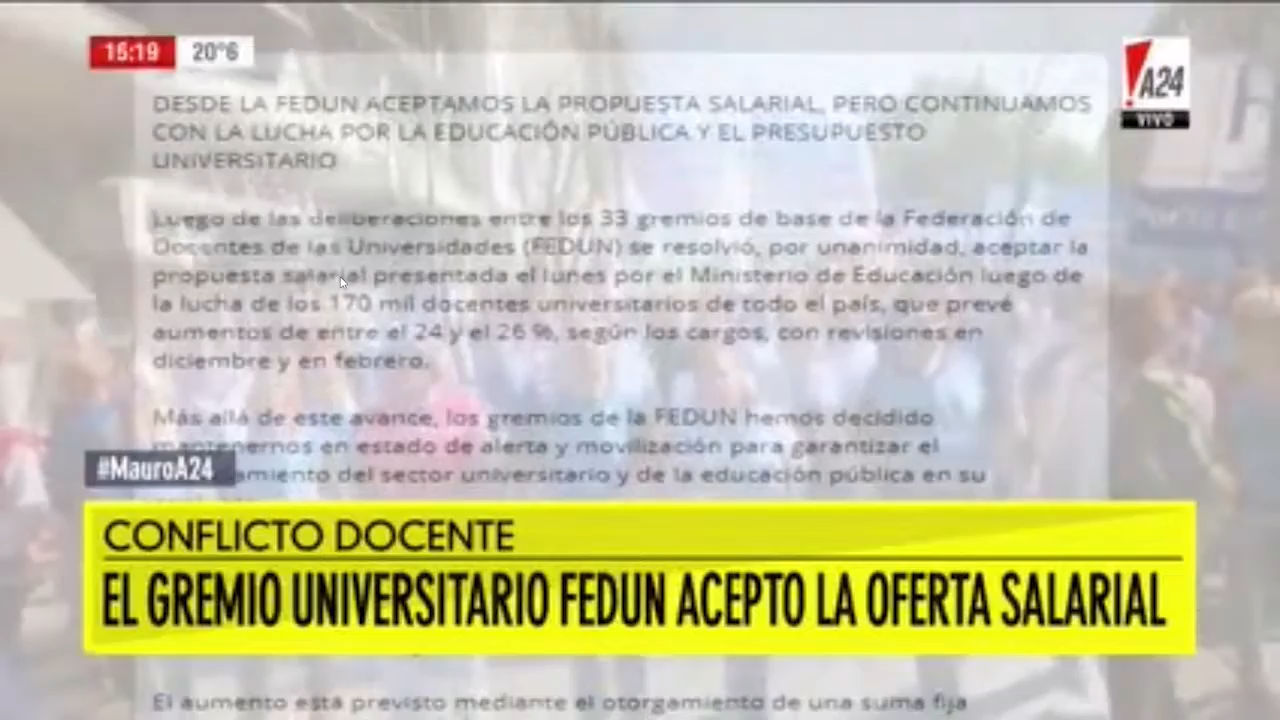 15:19 20°6
A24
VIVO
DESDE LA FEDUN ACEPTAMOS LA PROPUESTA SALARIAL, PERO CONTINUAMOS
CON LA LUCHA POR LA EDUCACIÓN PÚBLICA Y EL PRESUPUESTO
UNIVERSITARIO
Luego de las deliberaciones entre los 33 gremios de base de la Federación de
Docentes de las Universidades (FEDUN) se resolvió, por unanimidad, aceptar la
propuesta salarial presentada el lunes por el Ministerio de Educación luego de
la lucha de los 170 mil docentes universitarios de todo el país, que prevé
aumentos de entre el 24 y el 26 %, según los cargos, con revisiones en
diciembre y en febrero.
Más allá de este avance, los gremios de la FEDUN hemos decidido
mantenernos en estado de alerta y movilización para garantizar el
amiento del sector universitario y de la educación pública en su
#MauroA24
CONFLICTO DOCENTE
EL GREMIO UNIVERSITARIO FEDUN ACEPTO LA OFERTA SALARIAL
El aumento está previsto mediante el otorgamiento de una suma fija